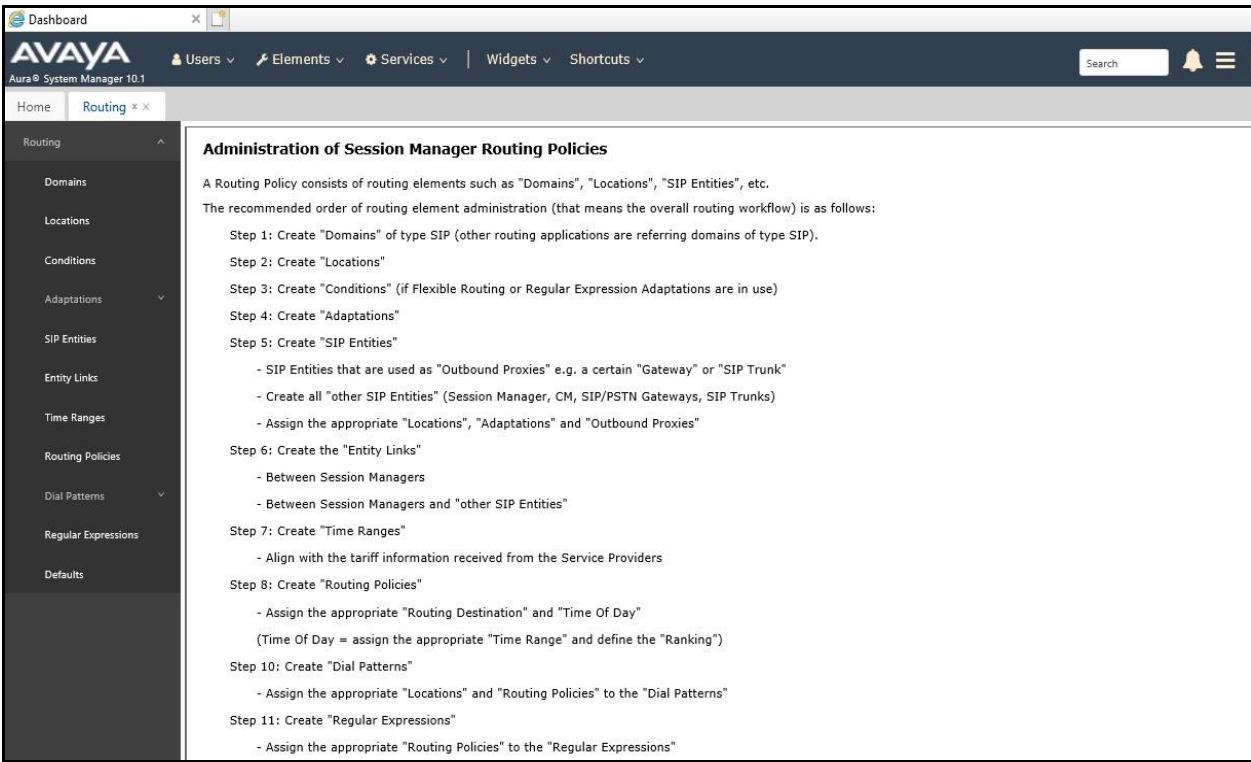 Dashboard
AVAYA
Aura® System Manager 10.1
Users Elements Services | Widgets Shortcuts
Search
Home Routing
Routing
Domains
Locations
Conditions
Adaptations
SIP Entities
Entity Links
Time Ranges
Routing Policies
Dial Patterns
Regular Expressions
Defaults
Administration of Session Manager Routing Policies
A Routing Policy consists of routing elements such as "Domains", "Locations", "SIP Entities", etc.
The recommended order of routing element administration (that means the overall routing workflow) is as follows:
Step 1: Create "Domains" of type SIP (other routing applications are referring domains of type SIP).
Step 2: Create "Locations"
Step 3: Create "Conditions" (if Flexible Routing or Regular Expression Adaptations are in use)
Step 4: Create "Adaptations"
Step 5: Create "SIP Entities"
- SIP Entities that are used as "Outbound Proxies" e.g. a certain "Gateway" or "SIP Trunk"
- Create all "other SIP Entities" (Session Manager, CM, SIP/PSTN Gateways, SIP Trunks)
- Assign the appropriate "Locations", "Adaptations" and "Outbound Proxies"
Step 6: Create the "Entity Links"
- Between Session Managers
- Between Session Managers and "other SIP Entities"
Step 7: Create "Time Ranges"
- Align with the tariff information received from the Service Providers
Step 8: Create "Routing Policies"
- Assign the appropriate "Routing Destination" and "Time Of Day"
(Time Of Day = assign the appropriate "Time Range" and define the "Ranking")
Step 10: Create "Dial Patterns"
- Assign the appropriate "Locations" and "Routing Policies" to the "Dial Patterns"
Step 11: Create "Regular Expressions"
- Assign the appropriate "Routing Policies" to the "Regular Expressions"